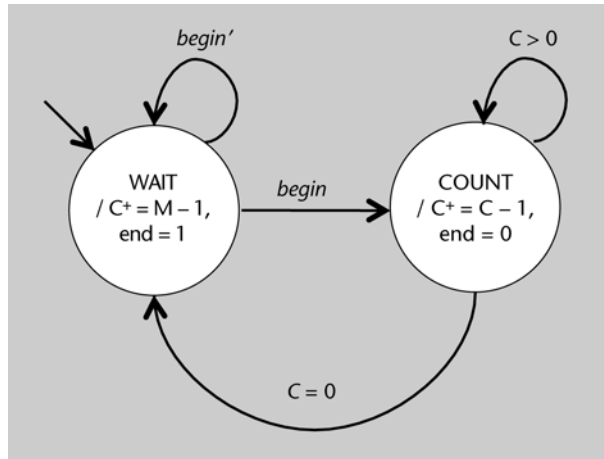 begin’
C > 0
WAIT
/ C⁺ = M – 1,
end = 1
begin
COUNT
/ C⁺ = C – 1,
end = 0
C = 0